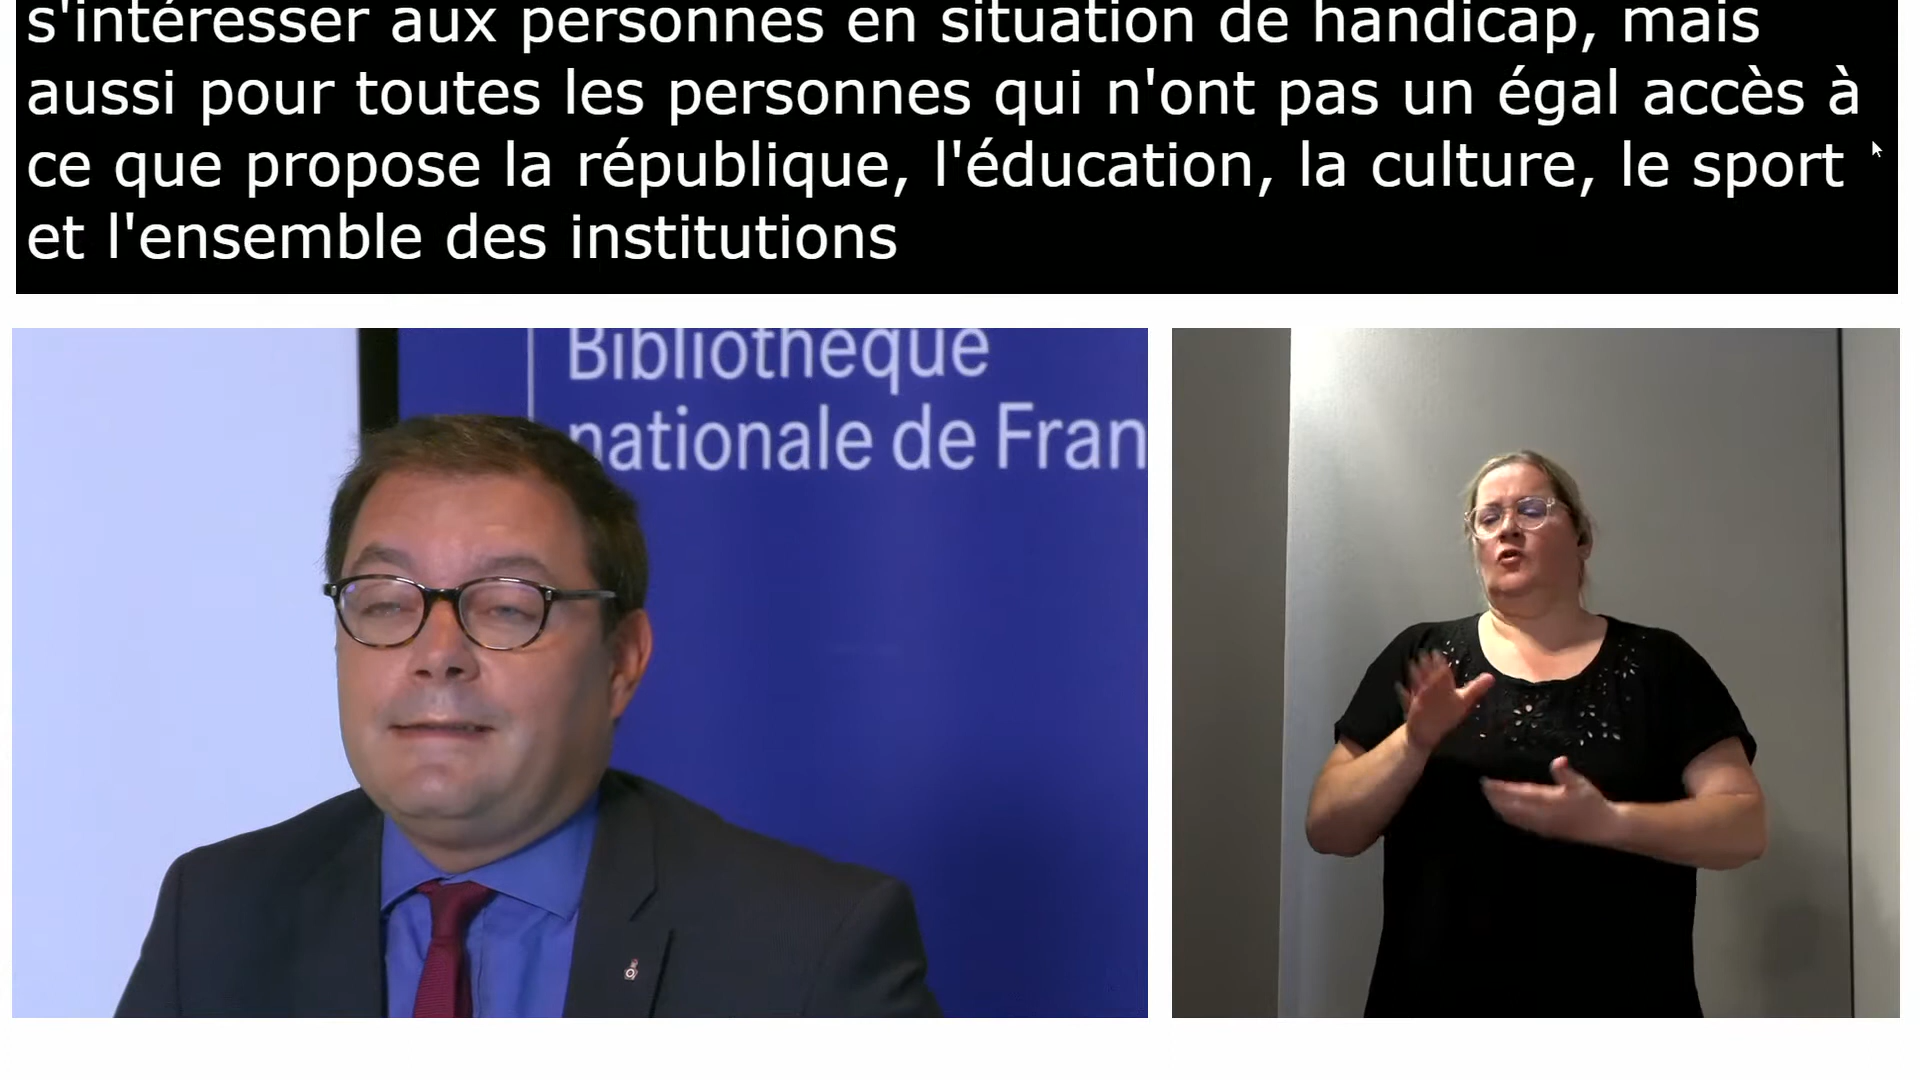 s'intéresser aux personnes en situation de handicap, mais
aussi pour toutes les personnes qui n'ont pas un égal accès à
ce que propose la république, l'éducation, la culture, le sport
et l'ensemble des institutions
Bibliothèque
nationale de Fran